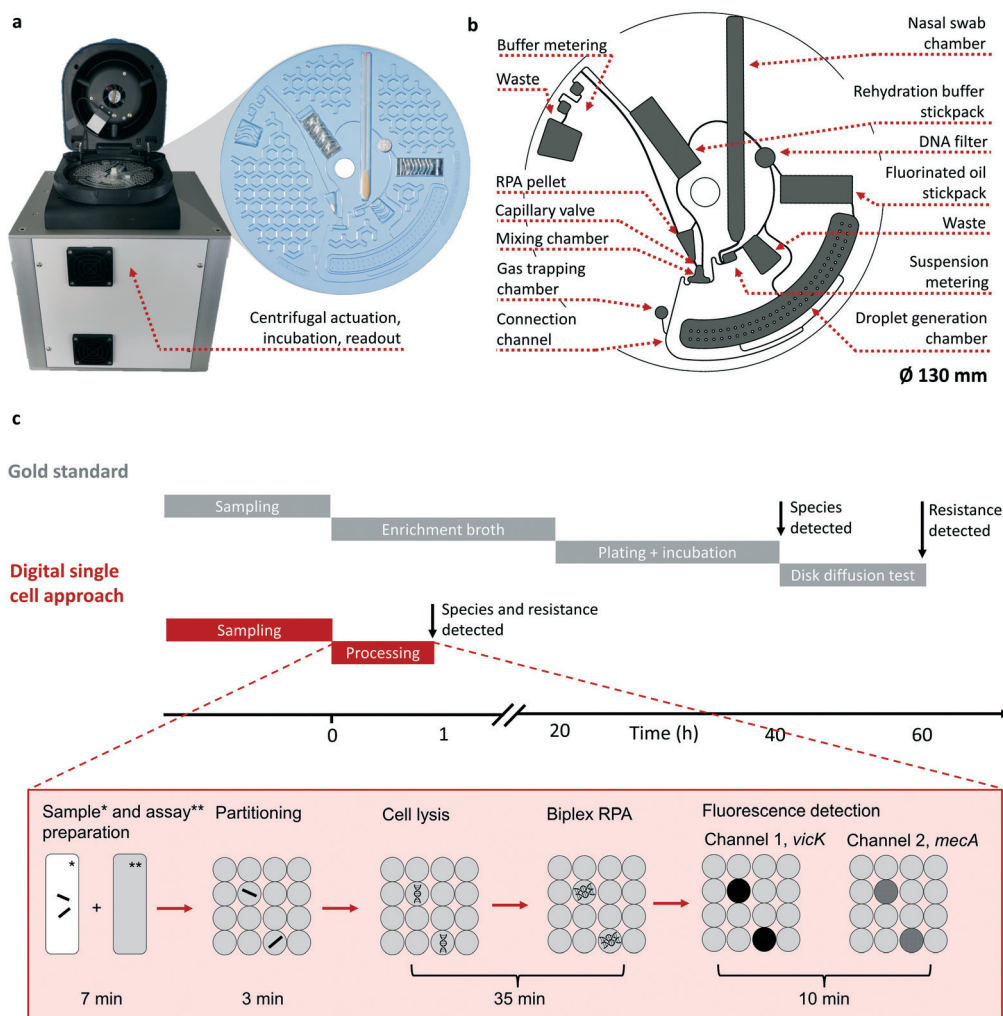 a
Centrifugal actuation,
incubation, readout
b
Buffer metering
Waste
RPA pellet
Capillary valve
Mixing chamber
Gas trapping
chamber
Connection
channel
Nasal swab
chamber
Rehydration buffer
stickpack
DNA filter
Fluorinated oil
stickpack
Waste
Suspension
metering
Droplet generation
chamber
Ø 130 mm
c
Gold standard
Sampling
Enrichment broth
Plating + incubation
Disk diffusion test
Species
detected
Resistance
detected
Digital single
cell approach
Sampling
Processing
Species and resistance
detected
0 1 20 Time (h) 40 60
Sample* and assay**
preparation
Partitioning
Cell lysis
Biplex RPA
Fluorescence detection
Channel 1, vicK
Channel 2, mecA
*
+
**
7 min
3 min
35 min
10 min